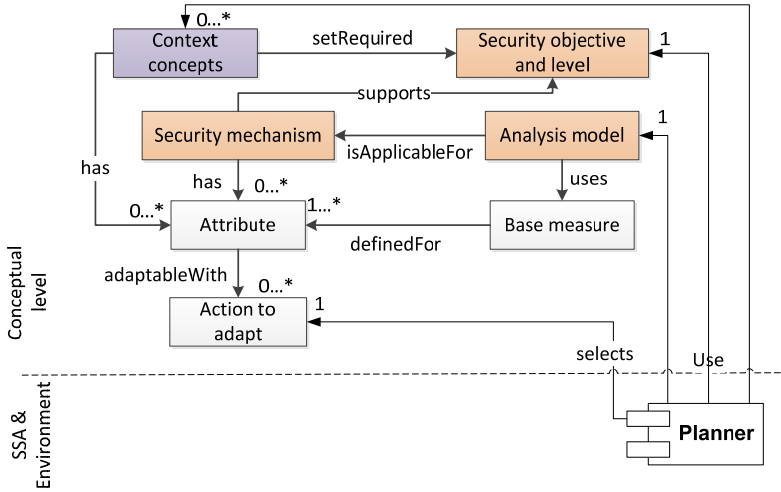 0...*
Context
concepts
setRequired
Security objective
and level
1
supports
Security mechanism
Analysis model
1
isApplicableFor
has
has
0...*
uses
0...*
Attribute
1...*
Base measure
definedFor
adaptableWith
0...*
Action to
adapt
1
Conceptual
level
selects
Use
SSA &
Environment
Planner